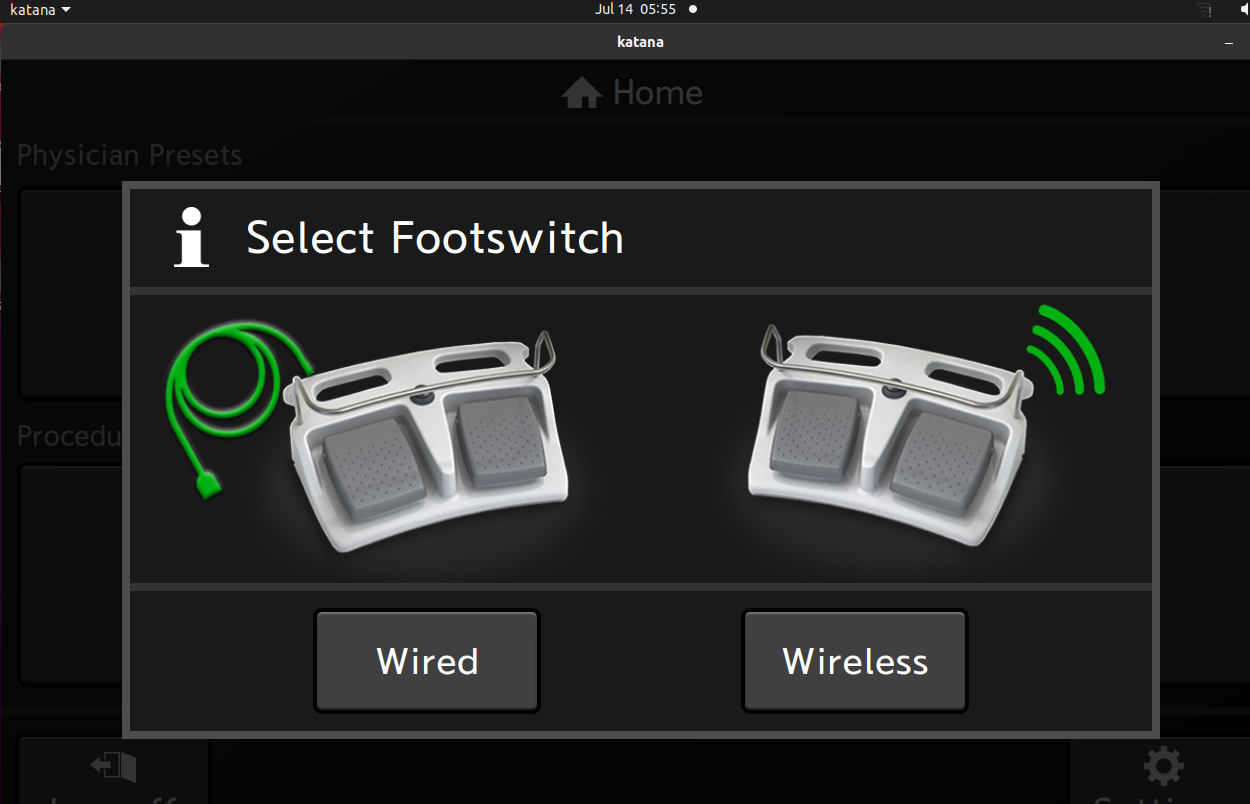 katana
Jul 14 05:55
katana
Home
Physician Presets
Procedu
Select Footswitch
Wired
Wireless